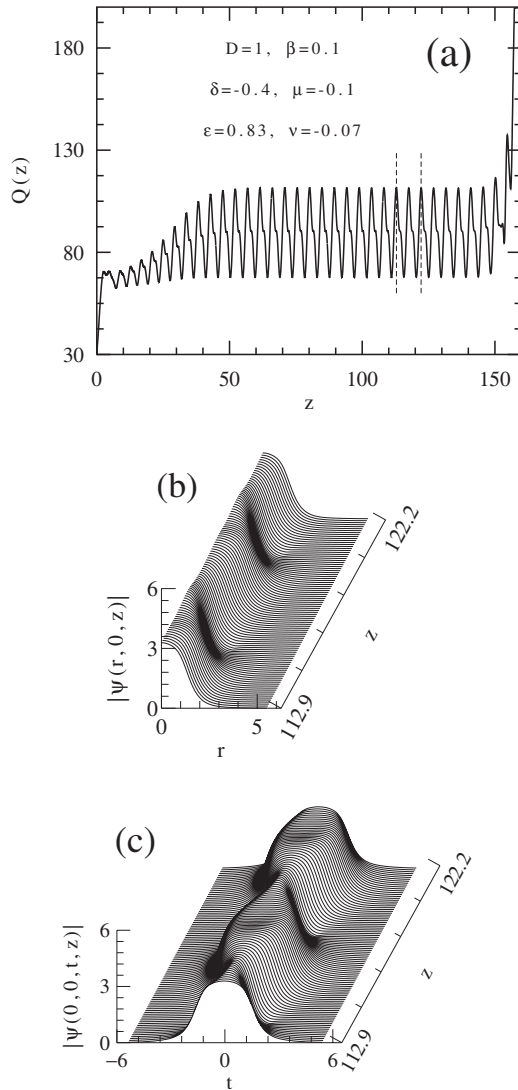 (a)
D=1, β=0.1
δ=-0.4, μ=-0.1
ε=0.83, ν=-0.07
Q(z)
130
80
30
0 50 100 150
z
(b)
|ψ(r,0,z)|
6
3
0
0 5
r
112.9
z
122.2
(c)
|ψ(0,0,t,z)|
6
3
0
−6 0 6
t
112.9
z
122.2